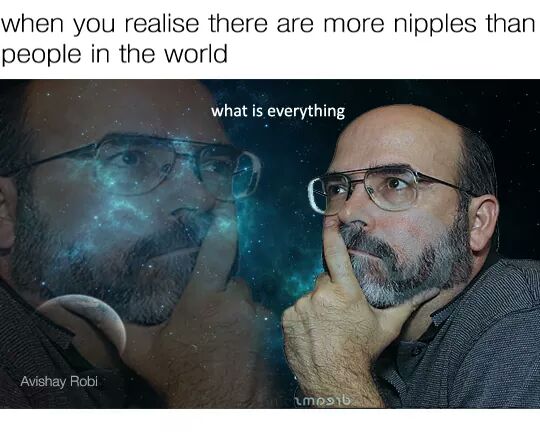 when you realise there are more nipples than
people in the world
what is everything
Avishay Robi